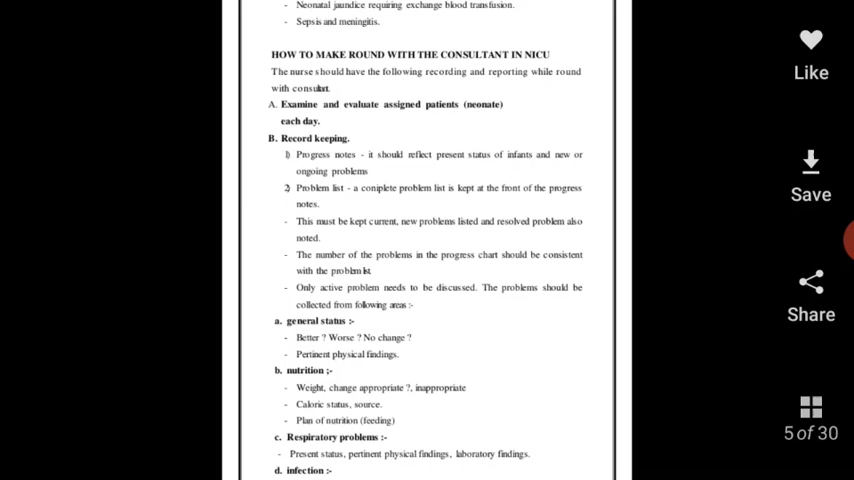 - Neonatal jaundice requiring exchange blood transfusion.
- Sepsis and meningitis.
HOW TO MAKE ROUND WITH THE CONSULTANT IN NICU
The nurse should have the following recording and reporting while round
with consultant.
A. Examine and evaluate assigned patients (neonate)
each day.
B. Record keeping.
1) Progress notes - it should reflect present status of infants and new or
ongoing problems
2) Problem list - a coniplete problem list is kept at the front of the progress
notes.
- This must be kept current, new problems listed and resolved problem also
noted.
- The number of the problems in the progress chart should be consistent
with the problem list.
- Only active problem needs to be discussed. The problems should be
collected from following areas :-
a. general status :-
- Better ? Worse ? No change ?
- Pertinent physical findings.
b. nutrition ;-
- Weight, change appropriate ?, inappropriate
- Caloric status, source.
- Plan of nutrition (feeding)
c. Respiratory problems :-
- Present status, pertinent physical findings, laboratory findings.
d. infection :-
Like
Save
Share
5 of 30